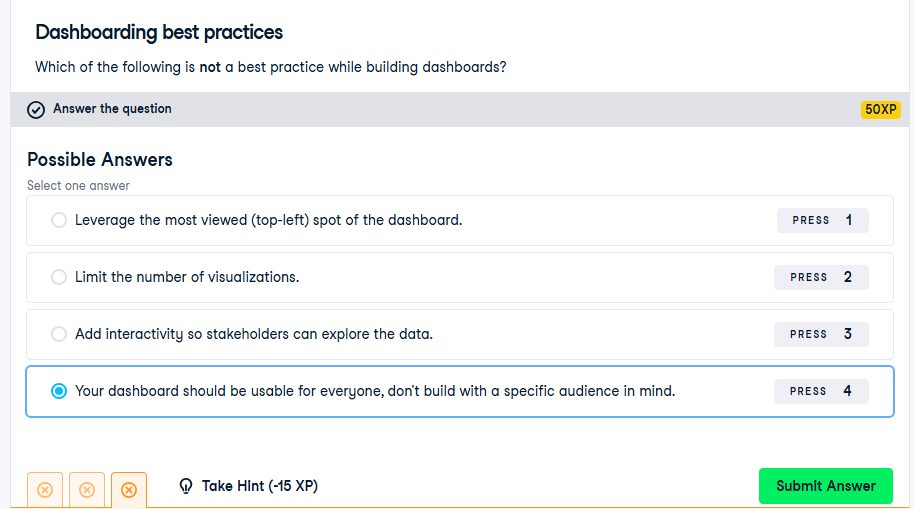 Dashboarding best practices
Which of the following is not a best practice while building dashboards?
Answer the question
50XP
Possible Answers
Select one answer
Leverage the most viewed (top-left) spot of the dashboard.
PRESS 1
Limit the number of visualizations.
PRESS 2
Add interactivity so stakeholders can explore the data.
PRESS 3
Your dashboard should be usable for everyone, don't build with a specific audience in mind.
PRESS 4
Take Hint (-15 XP)
Submit Answer